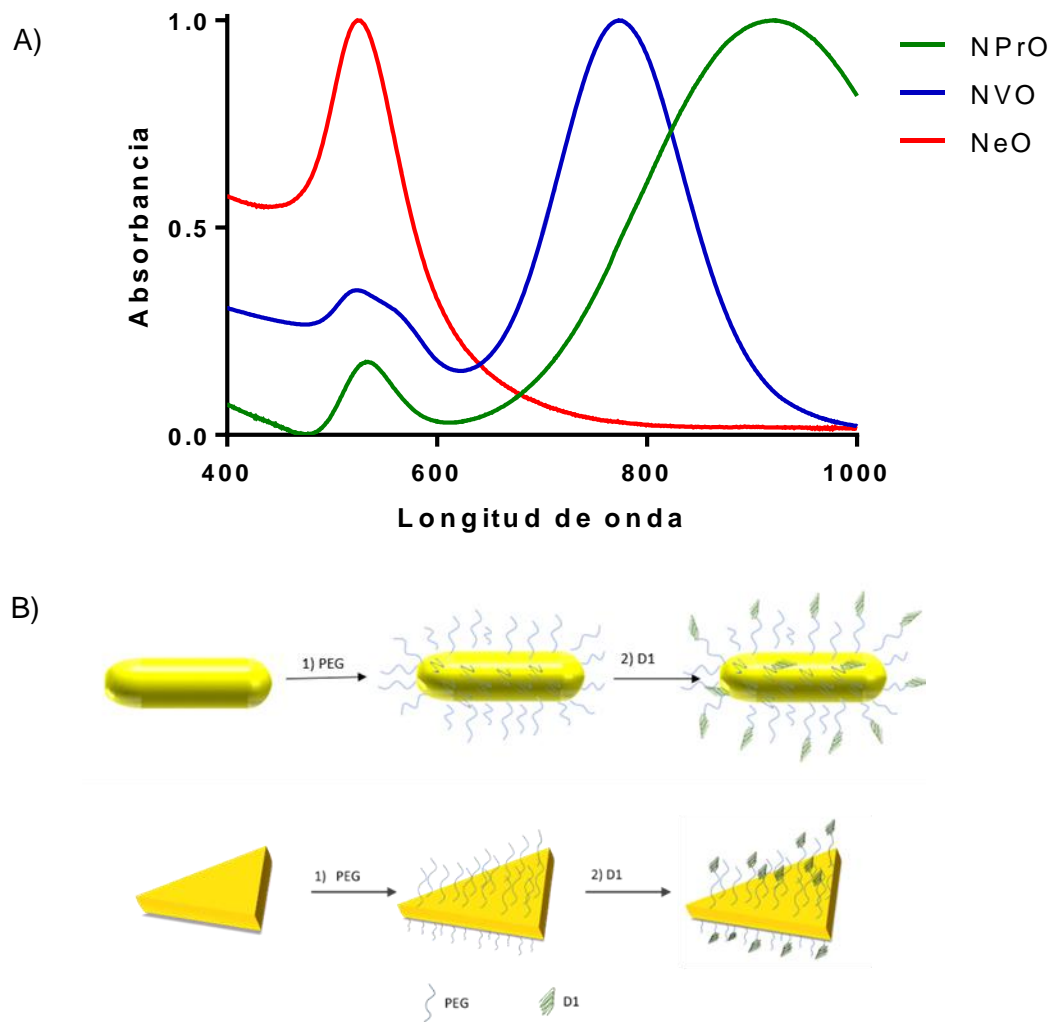 A)
1.0
0.5
0.0
Absorbancia
400 600 800 1000
Longitud de onda
NPrO
NVO
NeO
B)
1) PEG
2) D1
1) PEG
2) D1
PEG
D1